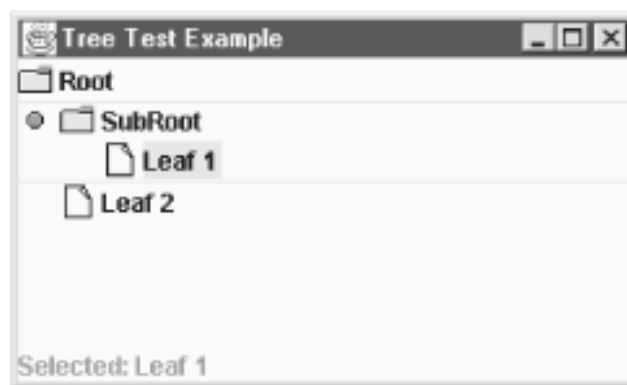 Tree Test Example
Root
SubRoot
Leaf 1
Leaf 2
Selected: Leaf 1